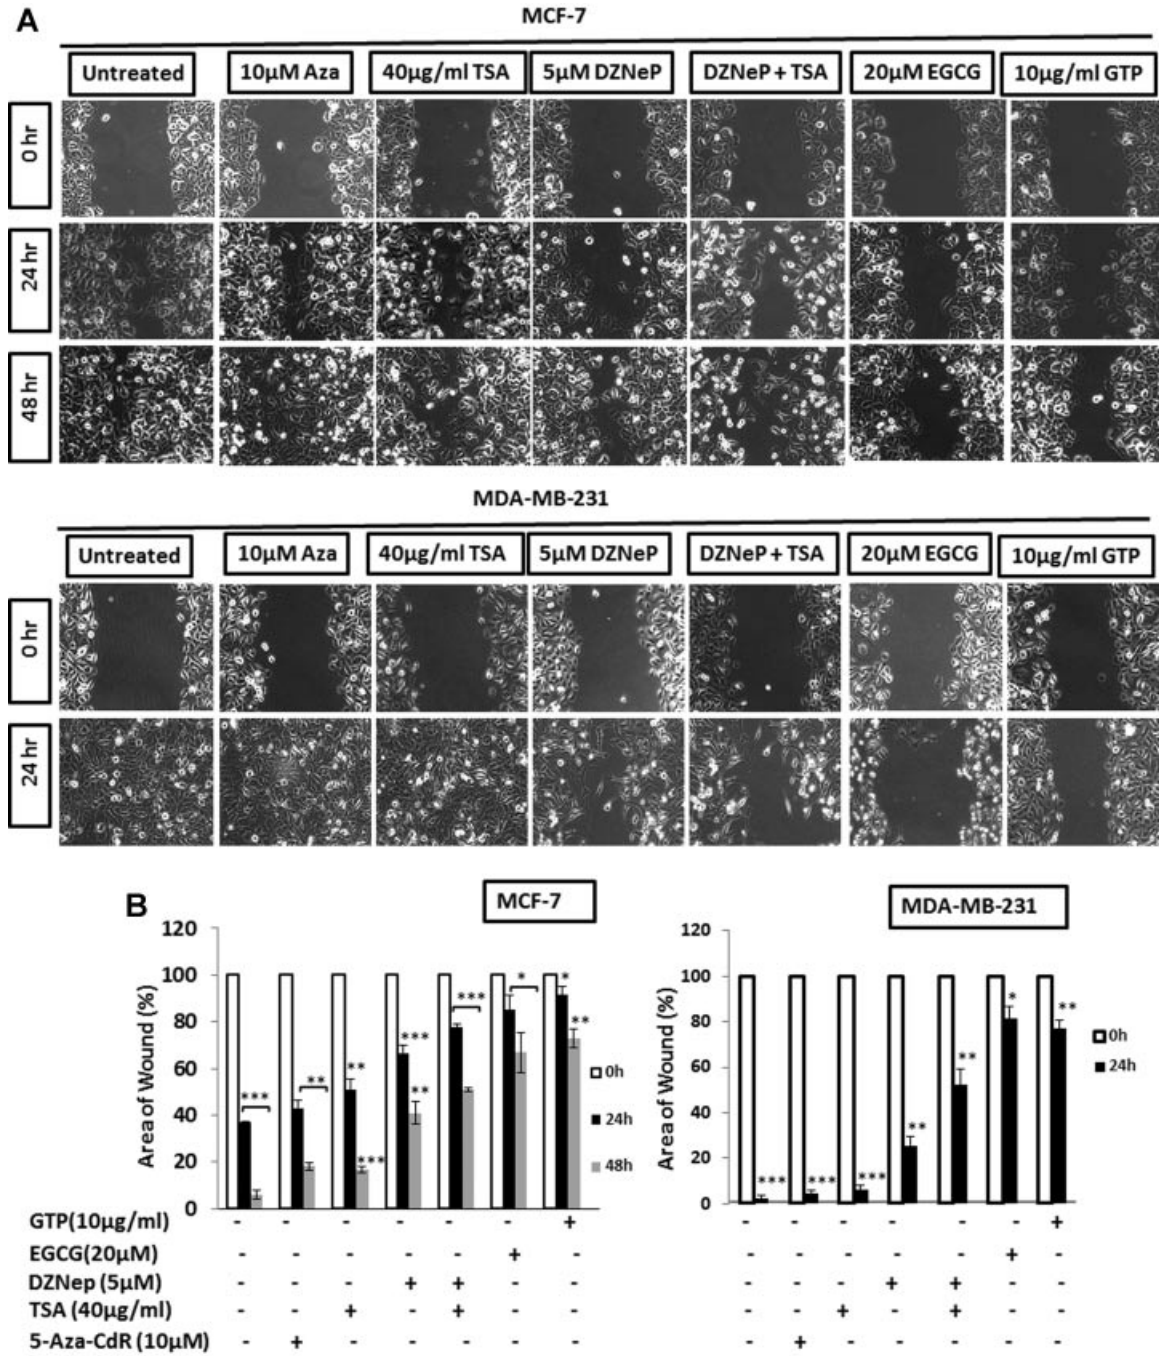 A
MCF-7
Untreated
10µM Aza
40µg/ml TSA
5µM DZNeP
DZNeP + TSA
20µM EGCG
10µg/ml GTP
0 hr
24 hr
48 hr
MDA-MB-231
Untreated
10µM Aza
40µg/ml TSA
5µM DZNeP
DZNeP + TSA
20µM EGCG
10µg/ml GTP
0 hr
24 hr
B
MCF-7
Area of Wound (%)
120
100
80
60
40
20
0
***
**
**
***
***
**
***
*
*
**
0h
24h
48h
MDA-MB-231
Area of Wound (%)
120
100
80
60
40
20
0
***
***
***
**
**
*
**
0h
24h
GTP(10µg/ml) - - - - - - + - - - - - - +
EGCG(20µM) - - - - - + - - - - - - + -
DZNep (5µM) - - - + + - - - - - + + - -
TSA (40µg/ml) - - + - + - - - - + - + - -
5-Aza-CdR (10µM) - + - - - - - - + - - - - -